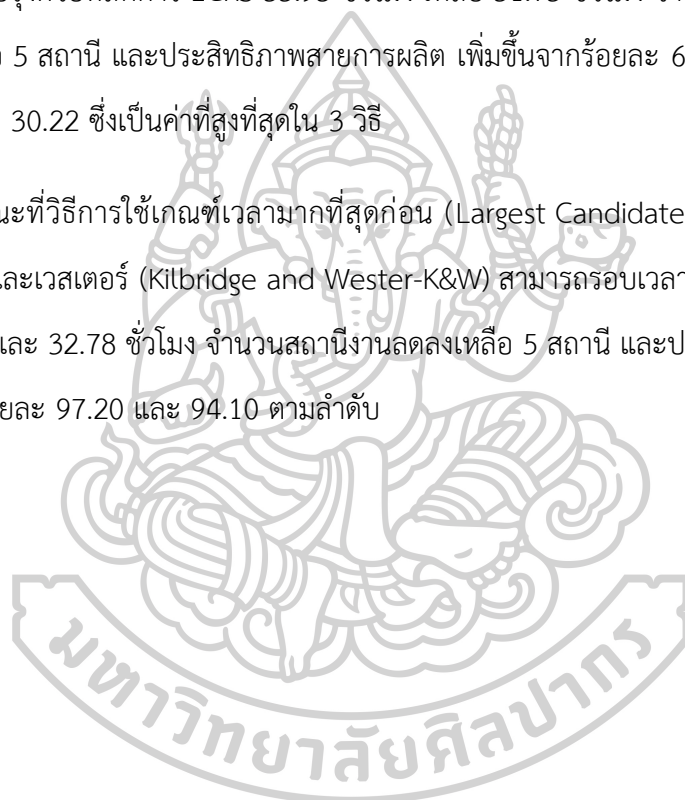 5 สถานี และประสิทธิภาพสายการผลิต เพิ่มขึ้นจากร้อยละ 6
30.22 ซึ่งเป็นค่าที่สูงที่สุดใน 3 วิธี
ณะที่วิธีการใช้เกณฑ์เวลามากที่สุดก่อน (Largest Candidate
และเวสเตอร์ (Kilbridge and Wester-K&W) สามารถรอบเวลา
และ 32.78 ชั่วโมง จำนวนสถานีงานลดลงเหลือ 5 สถานี และป
ยละ 97.20 และ 94.10 ตามลำดับ
มหาวิทยาลัยศิลปากร